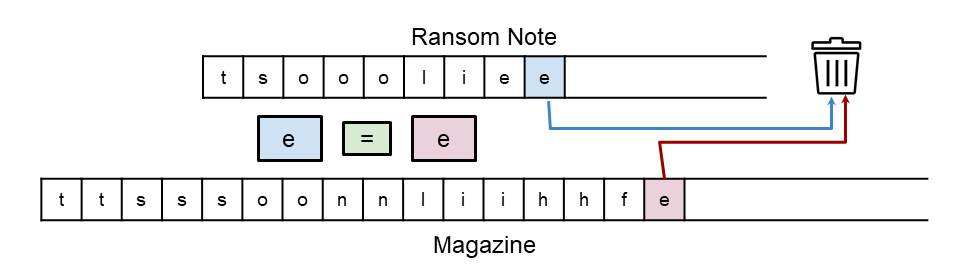 Ransom Note
t s o o o l i e e
e = e
t t s s s o o n n l i i h h f e
Magazine